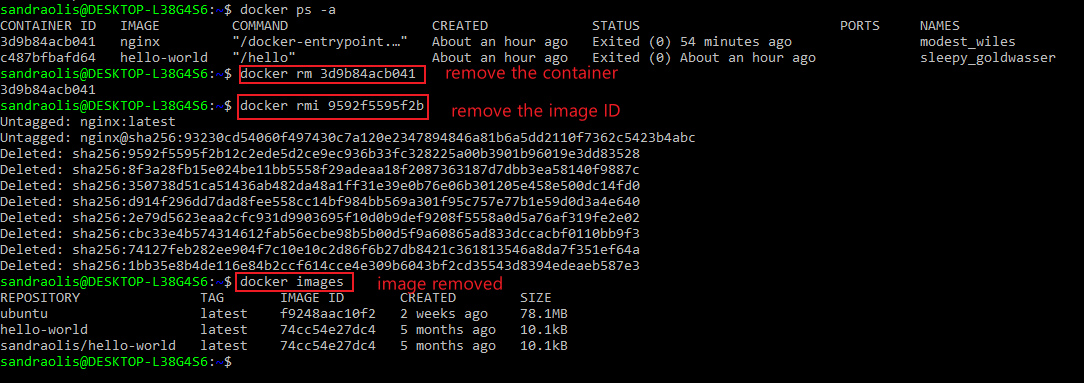 sandraolis@DESKTOP-L38G4S6:~$ docker ps -a
CONTAINER ID IMAGE COMMAND CREATED STATUS PORTS NAMES
3d9b84acb041 nginx "/docker-entrypoint.…" About an hour ago Exited (0) 54 minutes ago modest_wiles
c487bfbafd64 hello-world "/hello" About an hour ago Exited (0) About an hour ago sleepy_goldwasser
sandraolis@DESKTOP-L38G4S6:~$ docker rm 3d9b84acb041 remove the container
3d9b84acb041
sandraolis@DESKTOP-L38G4S6:~$ docker rmi 9592f5595f2b remove the image ID
Untagged: nginx:latest
Untagged: nginx@sha256:93230cd54060f497430c7a120e2347894846a81b6a5dd2110f7362c5423b4abc
Deleted: sha256:9592f5595f2b12c2ede5d2ce9ec936b33fc328225a00b3901b96019e3dd83528
Deleted: sha256:8f3a28fb15e024be11bb5558f29adeaa18f2087363187d7dbb3ea58140f9887c
Deleted: sha256:350738d51ca51436ab482da48a1ff31e39e0b76e06b301205e458e500dc14fd0
Deleted: sha256:d914f296dd7dad8fee558cc14bf984bb569a301f95c757e77b1e59d0d3a4e640
Deleted: sha256:2e79d5623eaa2cfc931d9903695f10d0b9def9208f5558a0d5a76af319fe2e02
Deleted: sha256:cbc33e4b574314612fab56ecbe98b5b00d5f9a60865ad833dccacbf0110bb9f3
Deleted: sha256:74127feb282ee904f7c10e10c2d86f6b27db8421c361813546a8da7f351ef64a
Deleted: sha256:1bb35e8b4de116e84b2ccf614cce4e309b6043bf2cd35543d8394edeaeb587e3
sandraolis@DESKTOP-L38G4S6:~$ docker images image removed
REPOSITORY TAG IMAGE ID CREATED SIZE
ubuntu latest f9248aac10f2 2 weeks ago 78.1MB
hello-world latest 74cc54e27dc4 5 months ago 10.1kB
sandraolis/hello-world latest 74cc54e27dc4 5 months ago 10.1kB
sandraolis@DESKTOP-L38G4S6:~$